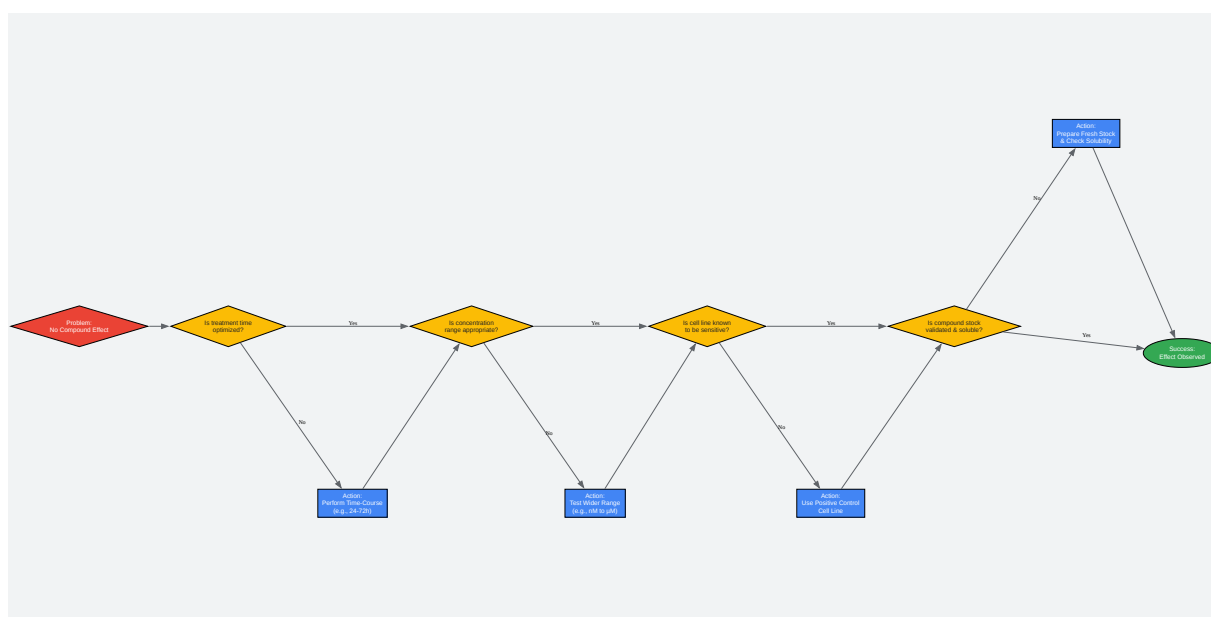 Action:
Prepare Fresh Stock
& Check Solubility
No
Problem:
No Compound Effect
Is treatment time
optimized?
Yes
Is concentration
range appropriate?
Yes
Is cell line known
to be sensitive?
Yes
Is compound stock
validated & soluble?
Yes
Success:
Effect Observed
No
No
No
Action:
Perform Time-Course
(e.g., 24-72h)
Action:
Test Wider Range
(e.g., nM to µM)
Action:
Use Positive Control
Cell Line